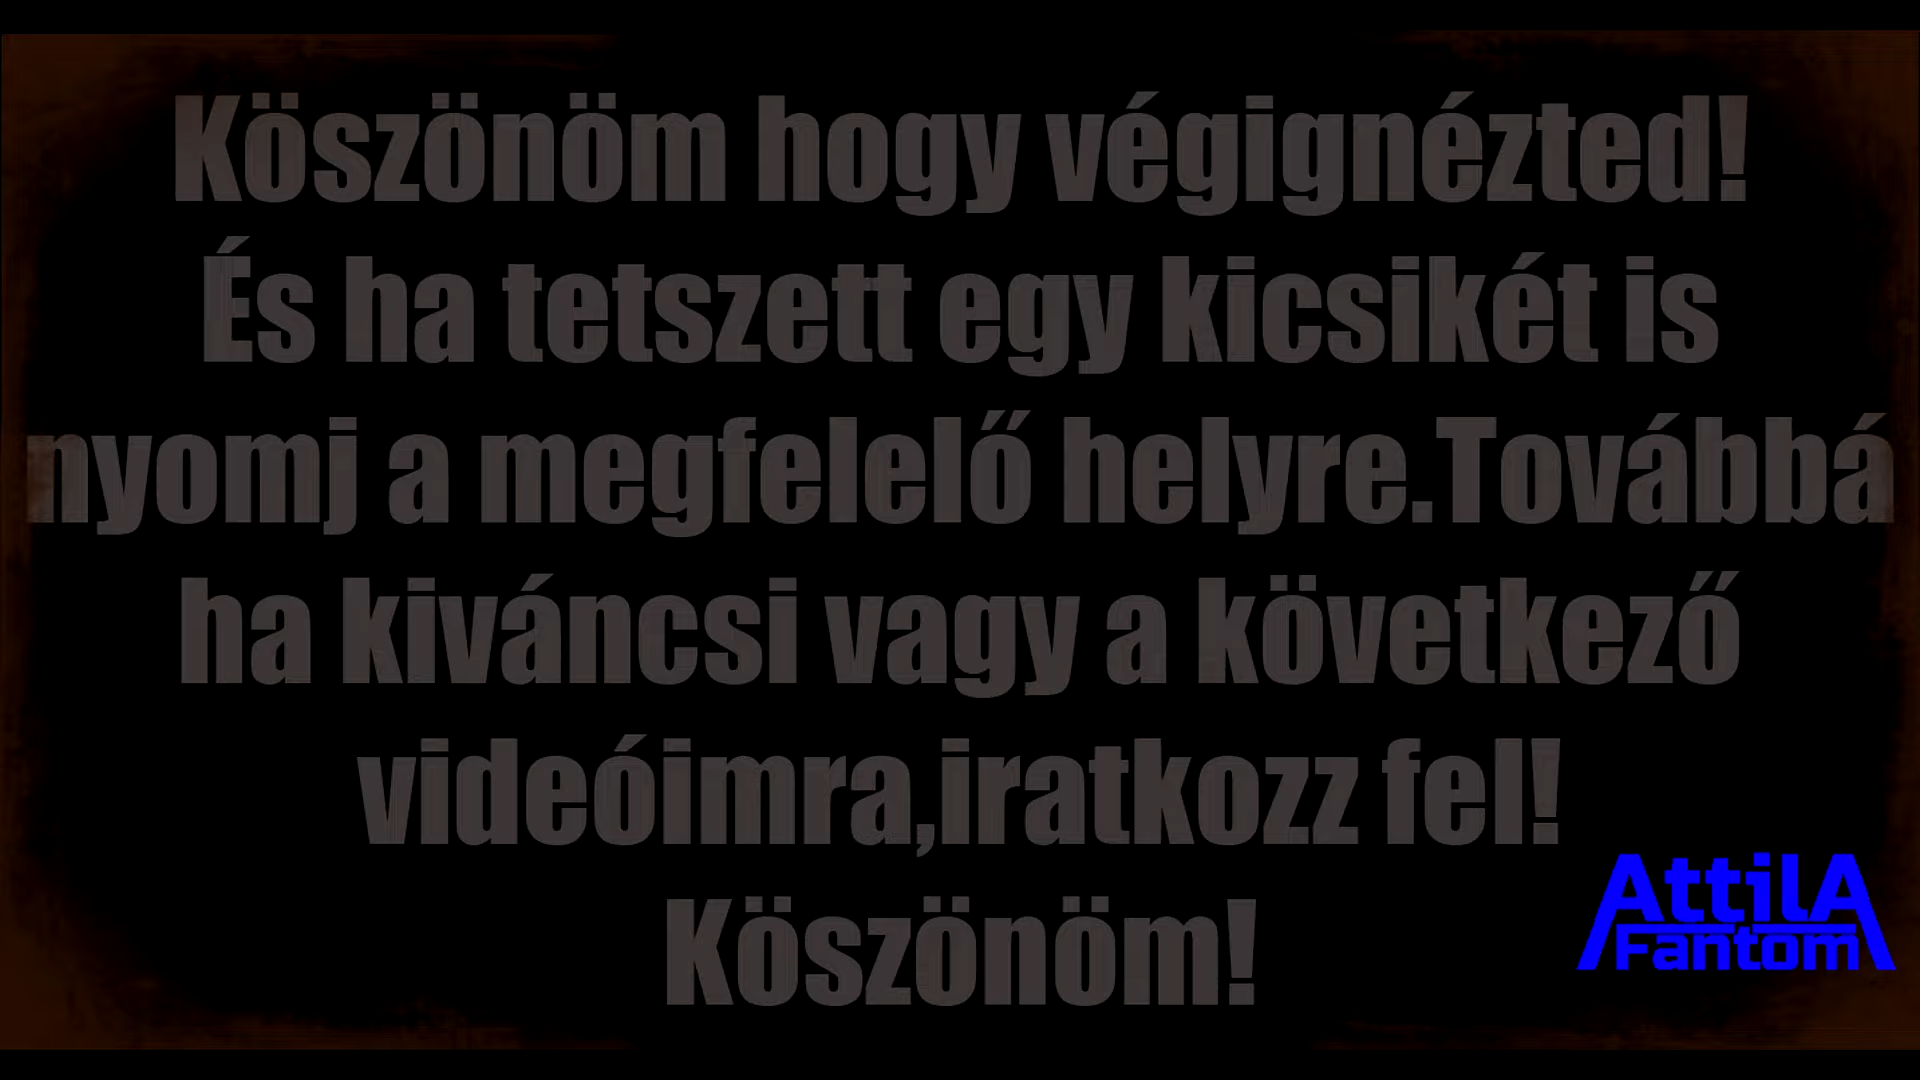 Köszönöm hogy végignézted!
És ha tetszett egy kicsikét is
nyomj a megfelelő helyre.Továbbá
ha kiváncsi vagy a következő
videóimra,iratkozz fel!
Köszönöm!
AttilA
Fantom